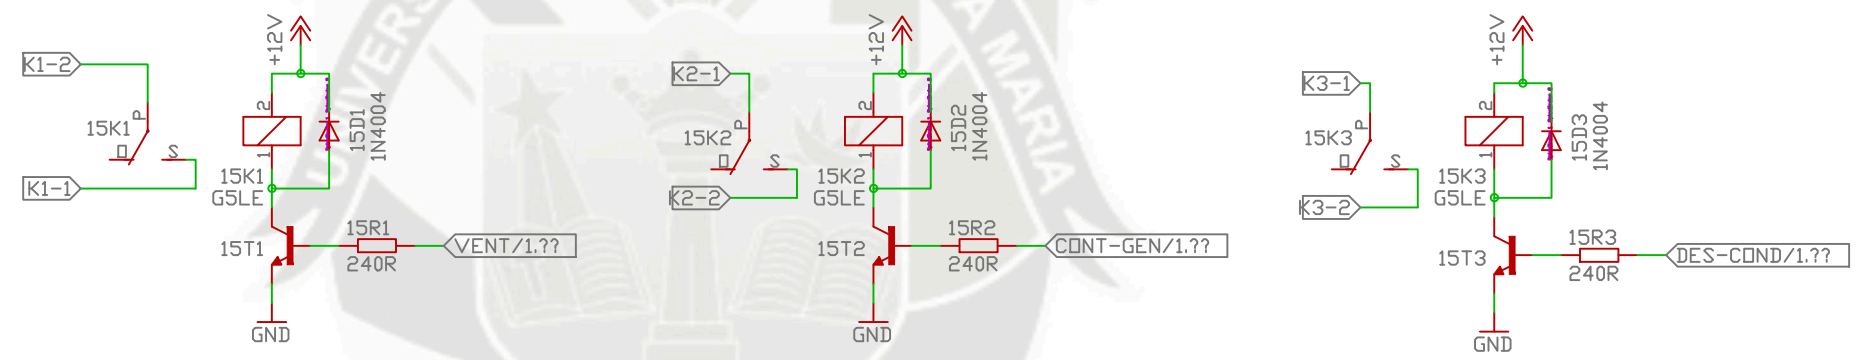 +12V
K1-2
2
15D1
1N4004
P
15K1
O
S
1
K1-1
15K1
G5LE
15R1
15T1
VENT/1.??
240R
GND
+12V
K2-1
2
15D2
1N4004
P
15K2
O
S
1
K2-2
15K2
G5LE
15R2
15T2
CONT-GEN/1.??
240R
GND
+12V
K3-1
2
15D3
1N4004
P
15K3
O
S
1
K3-2
15K3
G5LE
15R3
15T3
DES-COND/1.??
240R
GND
UNIVERS
A MARIA